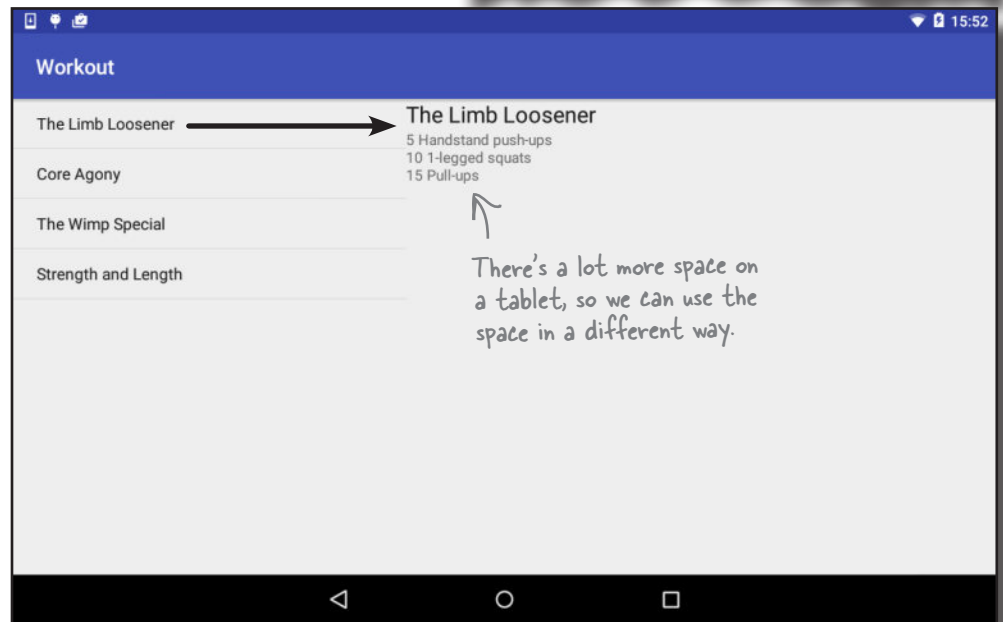 15:52
Workout
The Limb Loosener
Core Agony
The Wimp Special
Strength and Length
The Limb Loosener
5 Handstand push-ups
10 1-legged squats
15 Pull-ups
There's a lot more space on
a tablet, so we can use the
space in a different way.